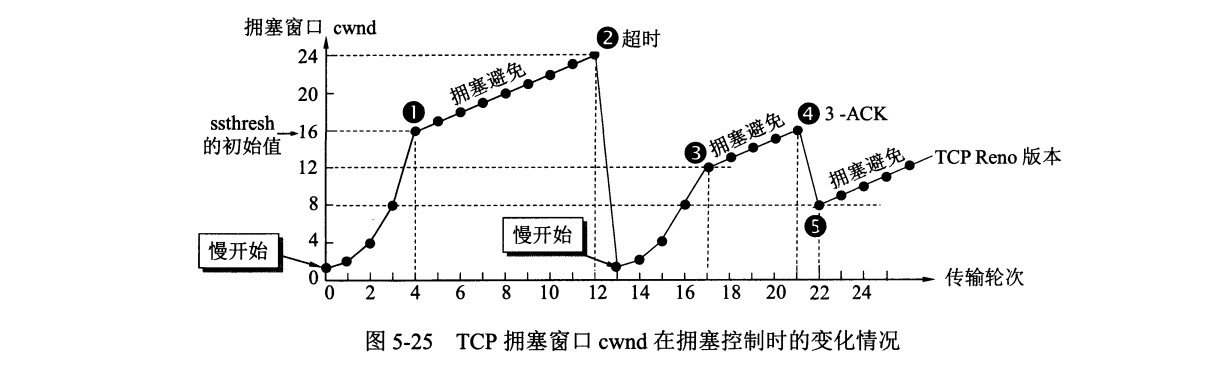 拥塞窗口 cwnd
❷超时
24
拥塞避免
20
❶
ssthresh
的初始值
16
❹ 3 -ACK
❸ 拥塞避免
12
拥塞避免
TCP Reno 版本
8
❺
慢开始
慢开始
4
0
0 2 4 6 8 10 12 14 16 18 20 22 24
传输轮次
图 5-25 TCP 拥塞窗口 cwnd 在拥塞控制时的变化情况